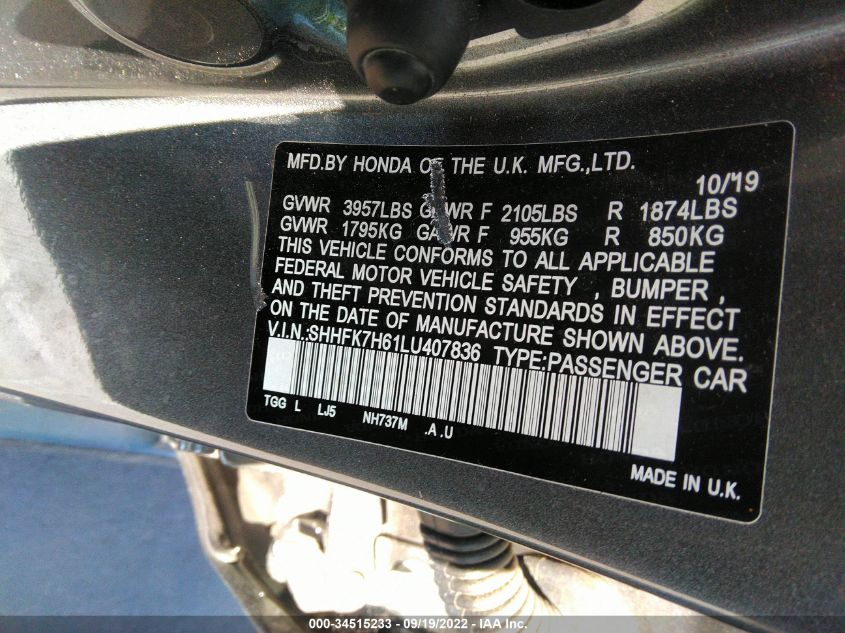 MFD.BY HONDA OF THE U.K. MFG.,LTD.
10/19
GVWR 3957LBS GAWR F 2105LBS R 1874LBS
GVWR 1795KG GAWR F 955KG R 850KG
THIS VEHICLE CONFORMS TO ALL APPLICABLE
FEDERAL MOTOR VEHICLE SAFETY , BUMPER ,
AND THEFT PREVENTION STANDARDS IN EFFECT
ON THE DATE OF MANUFACTURE SHOWN ABOVE.
V.I.N.:SHHFK7H61LU407836 TYPE:PASSENGER CAR
TGG L LJ5 NH737M .A .U
MADE IN U.K.
000-34515233 - 09/19/2022 - IAA Inc.